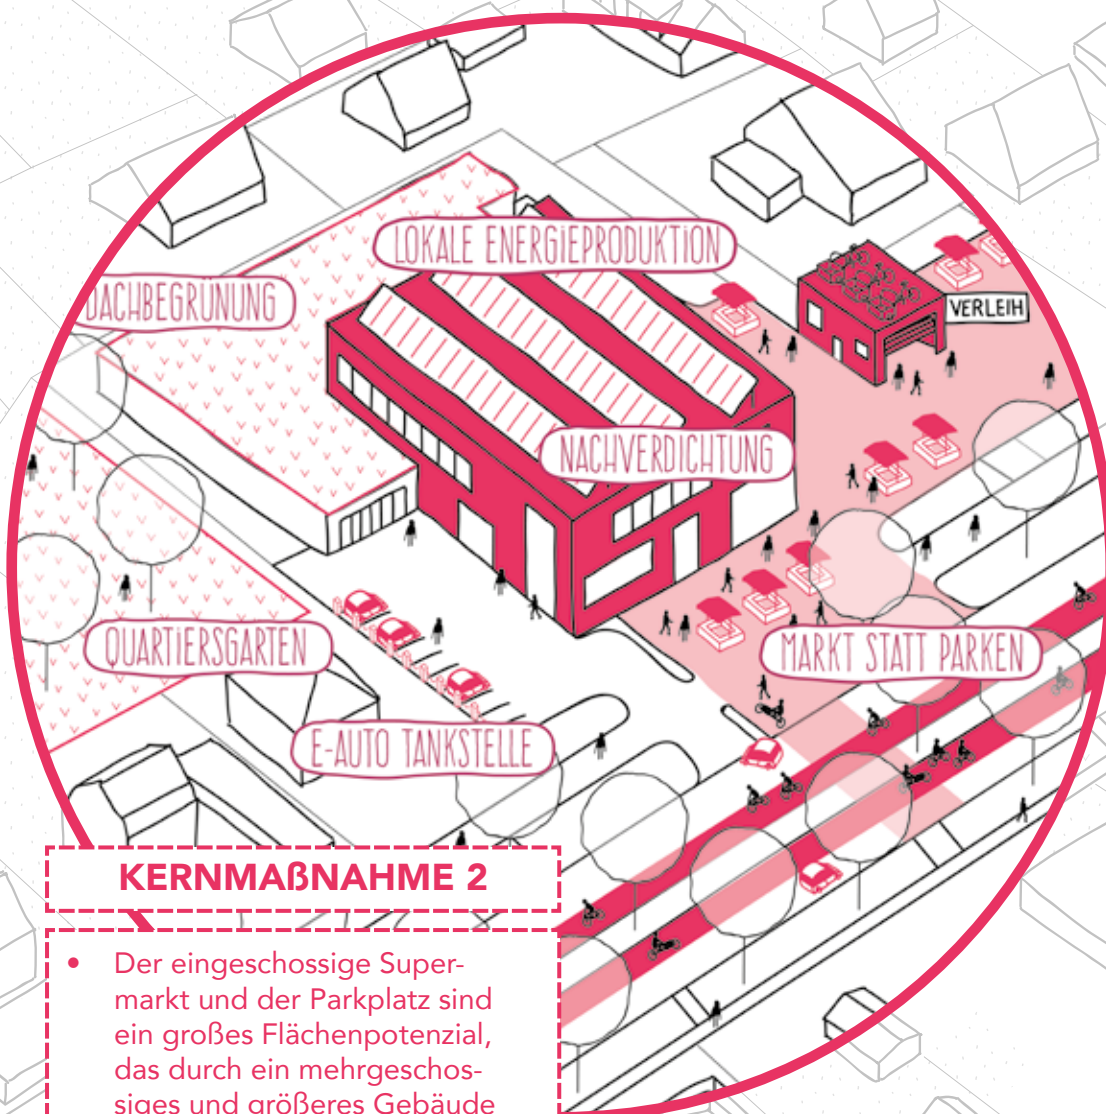 LOKALE ENERGIEPRODUKTION
DACHBEGRÜNUNG
VERLEIH
NACHVERDICHTUNG
QUARTIERSGARTEN
MARKT STATT PARKEN
E-AUTO TANKSTELLE
KERNMAßNAHME 2
• Der eingeschossige Super-
markt und der Parkplatz sind
ein großes Flächenpotenzial,
das durch ein mehrgeschos-
siges und größeres Gebäude